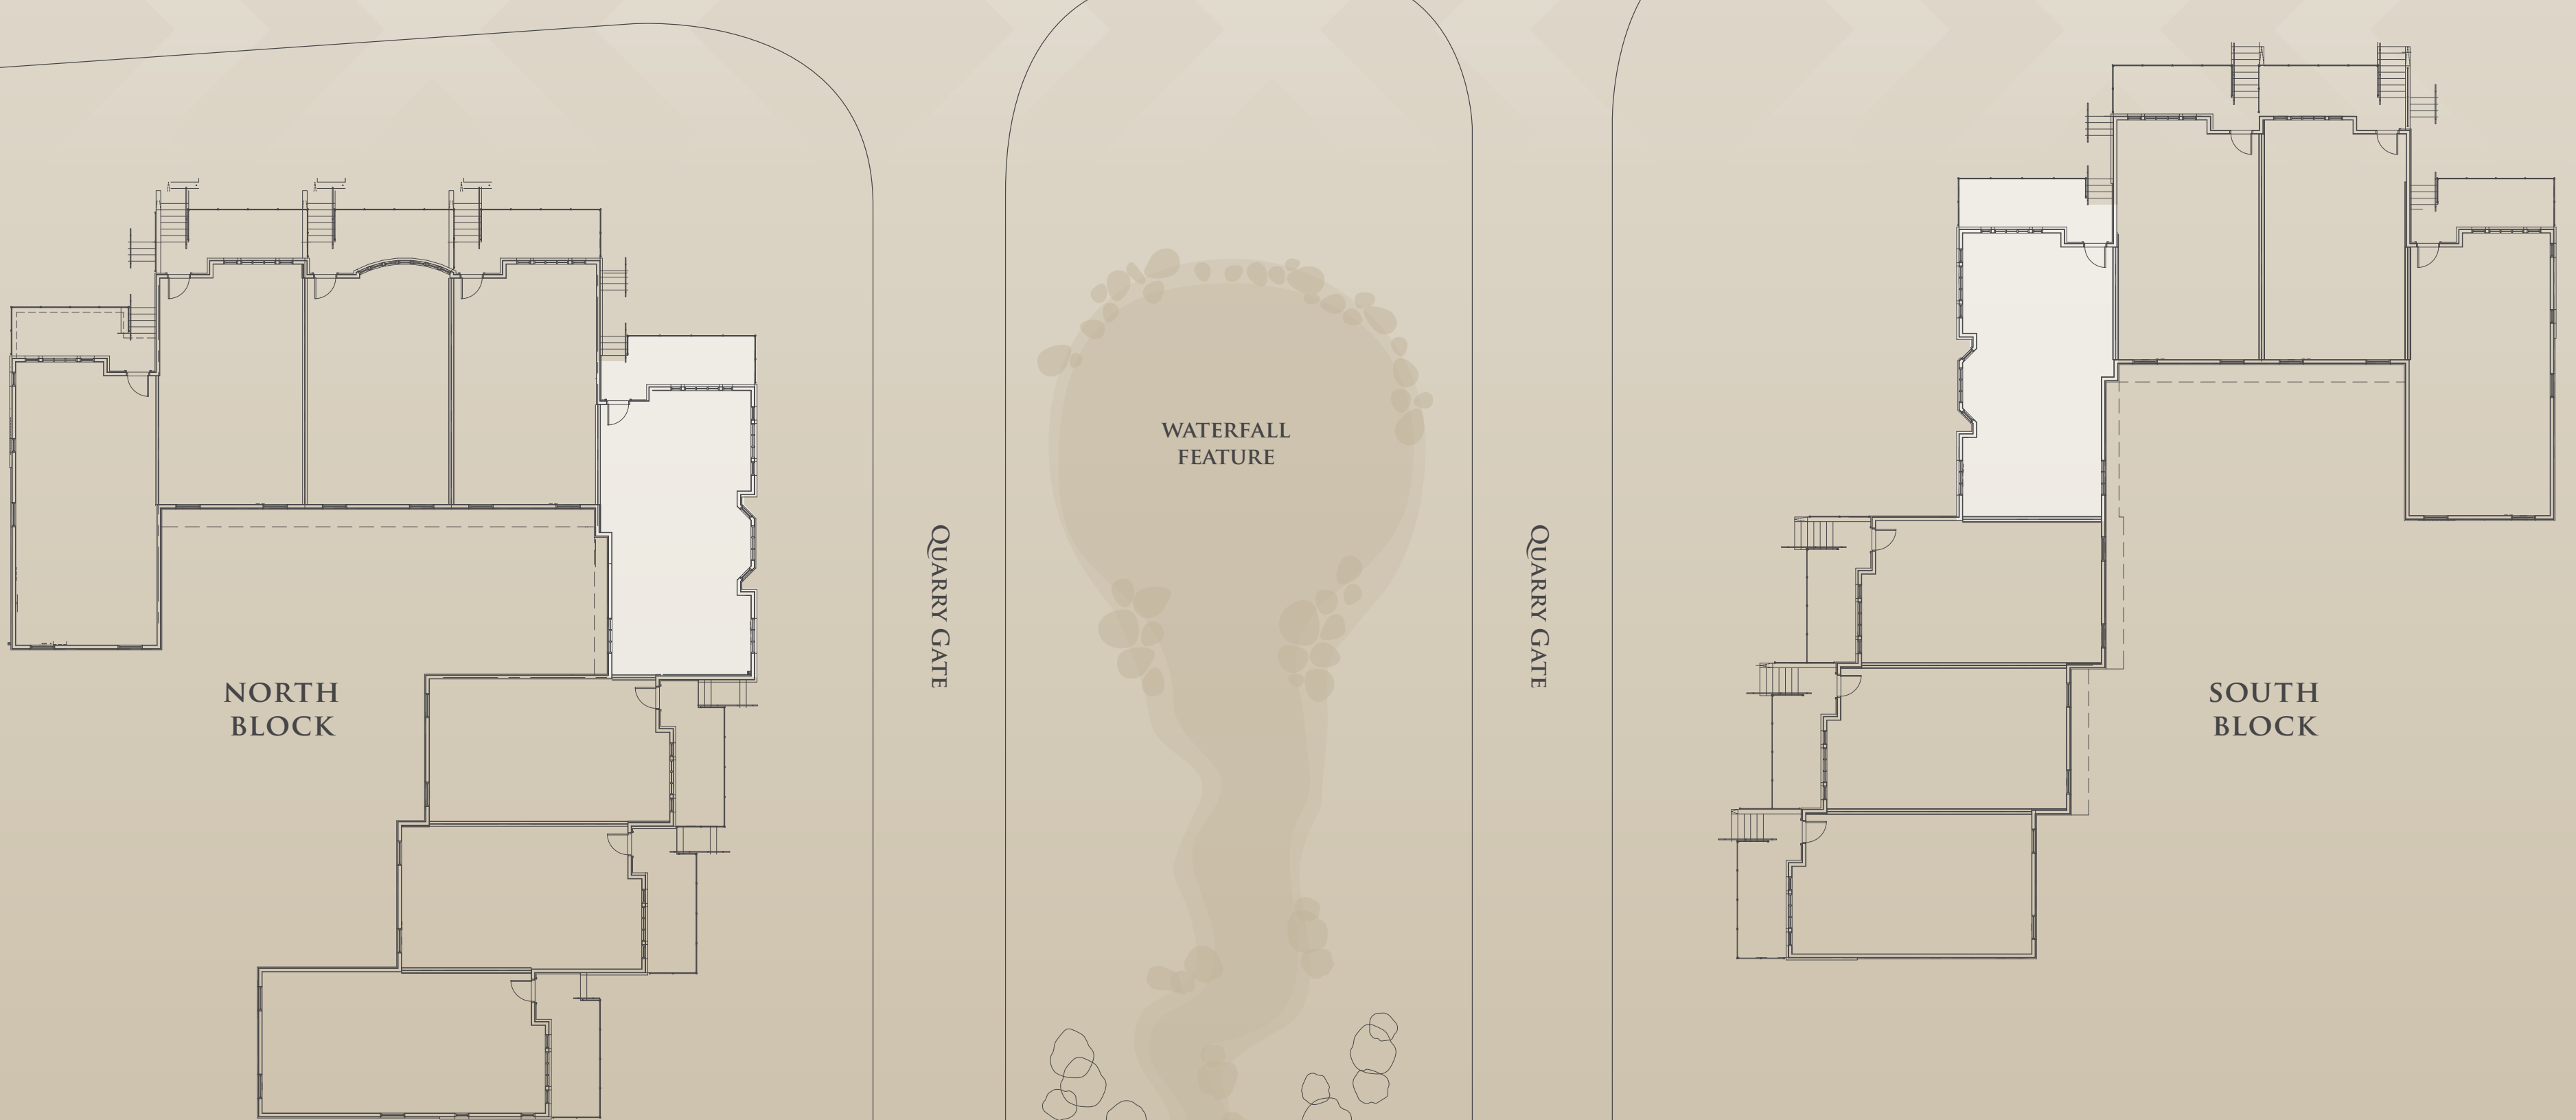 WATERFALL
FEATURE
QUARRY GATE
QUARRY GATE
NORTH
BLOCK
SOUTH
BLOCK